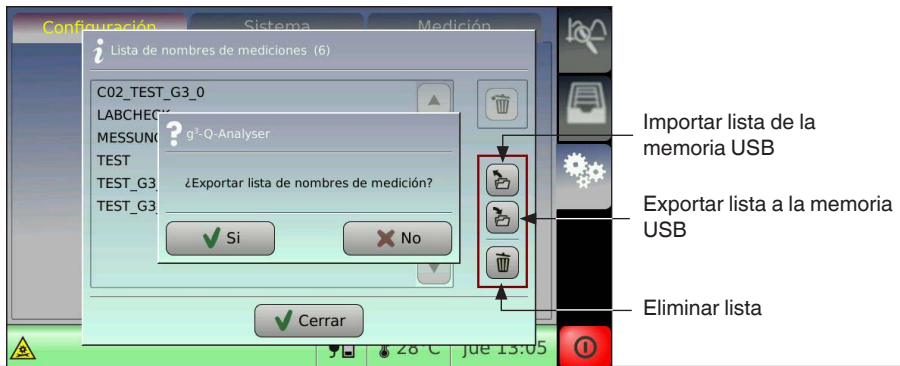 Configuración
Sistema
Medición
Lista de nombres de mediciones (6)
C02_TEST_G3_0
LABCHECK
MESSUNG
TEST
TEST_G3
TEST_G3
g³-Q-Analyser
¿Exportar lista de nombres de medición?
Si
No
Cerrar
28°C
jue 13:05
Importar lista de la
memoria USB
Exportar lista a la memoria
USB
Eliminar lista